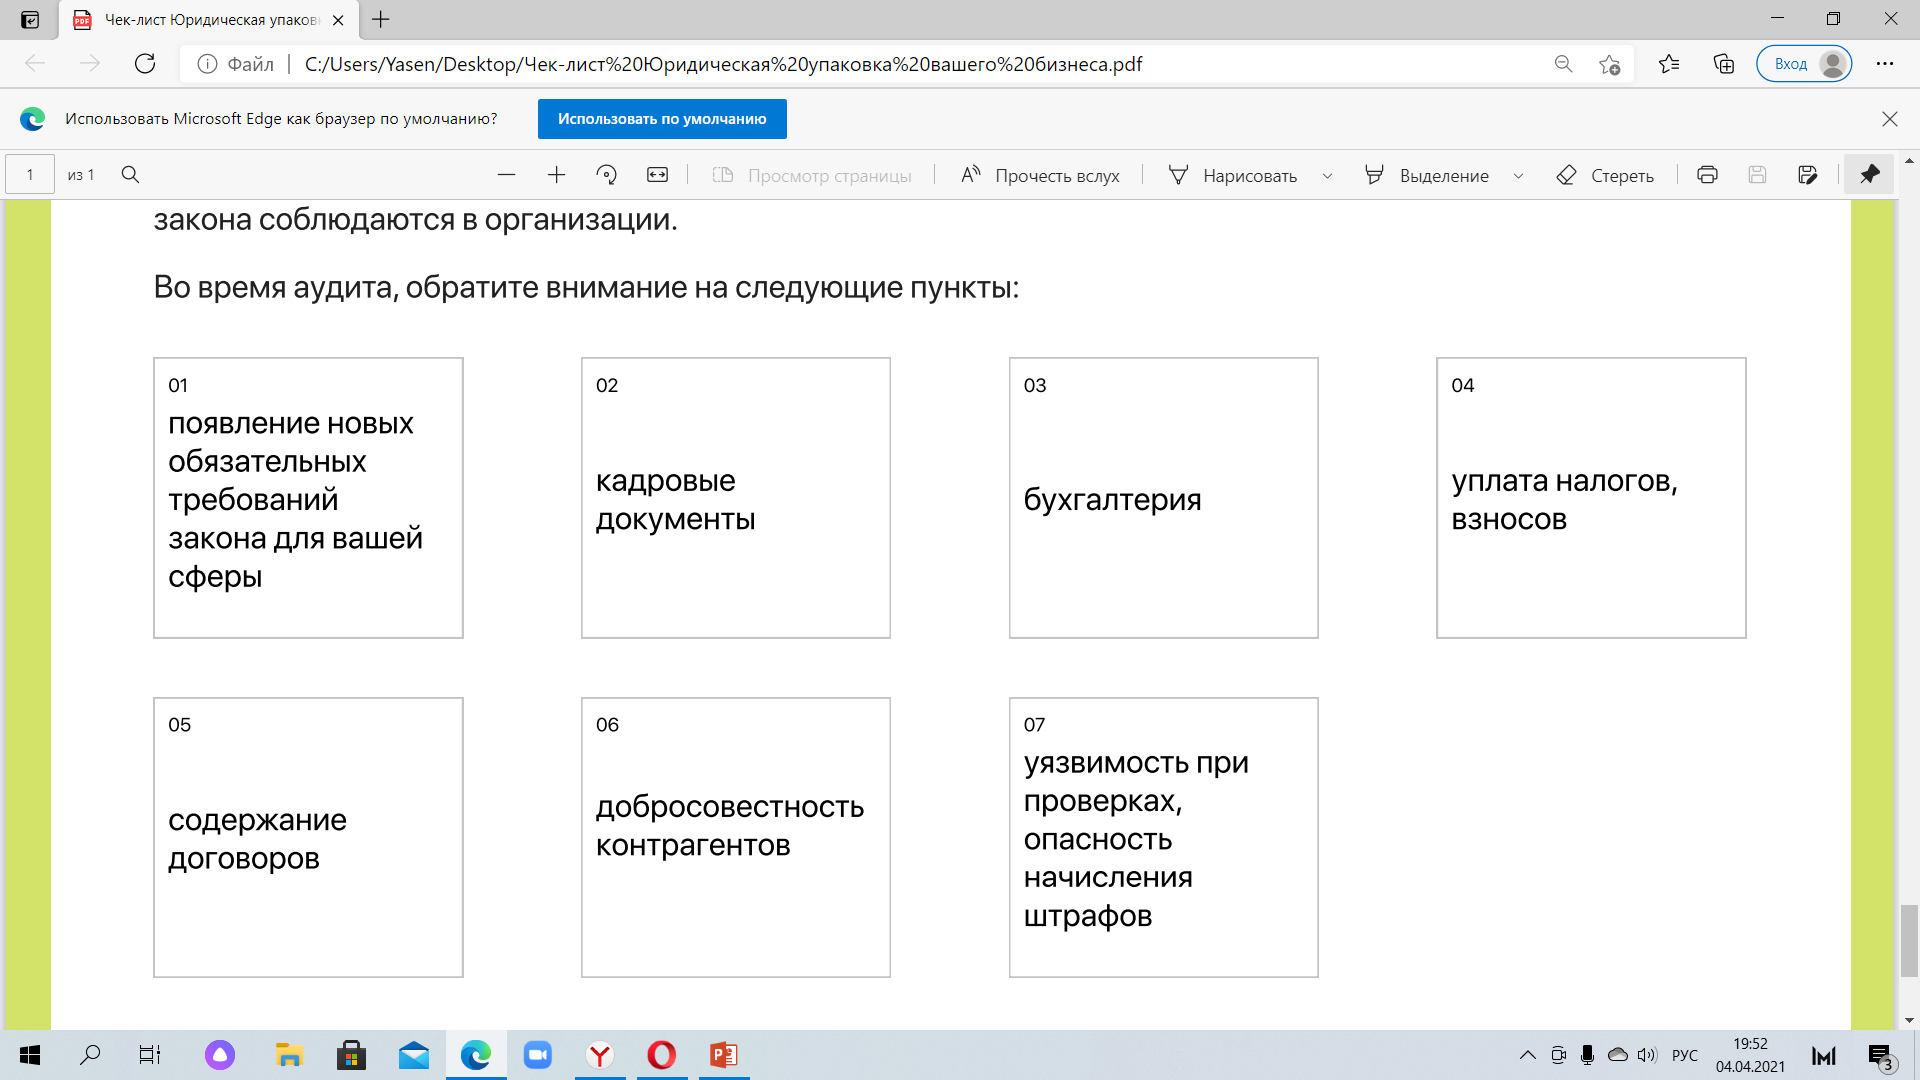 Чек-лист Юридическая упаков
Файл
C:/Users/Yasen/Desktop/Чек-лист%20Юридическая%20упаковка%20вашего%20бизнеса.pdf
Вход
Использовать Microsoft Edge как браузер по умолчанию?
Использовать по умолчанию
1
из 1
Просмотр страницы
Прочесть вслух
Нарисовать
Выделение
Стереть
закона соблюдаются в организации.
Во время аудита, обратите внимание на следующие пункты:
01
появление новых
обязательных
требований
закона для вашей
сферы
02
кадровые
документы
03
бухгалтерия
04
уплата налогов,
взносов
05
содержание
договоров
06
добросовестность
контрагентов
07
уязвимость при
проверках,
опасность
начисления
штрафов
РУС
19:52
04.04.2021
3